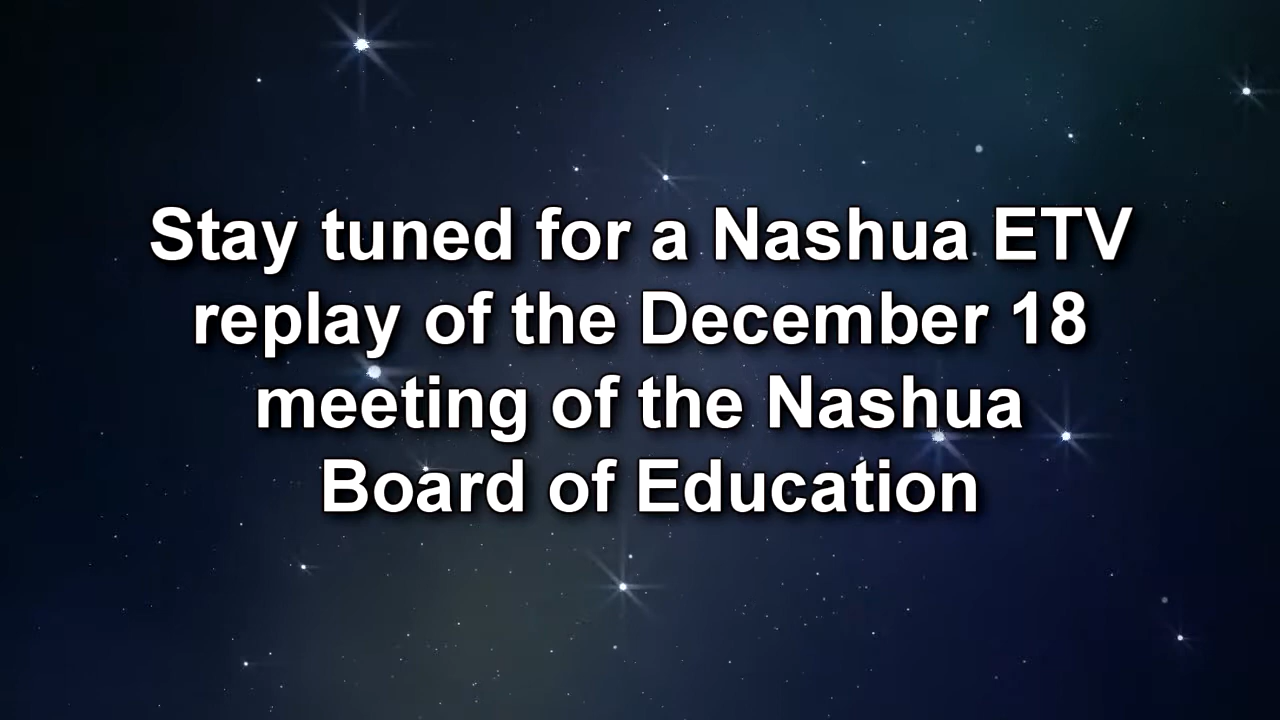 Stay tuned for a Nashua ETV
replay of the December 18
meeting of the Nashua
Board of Education